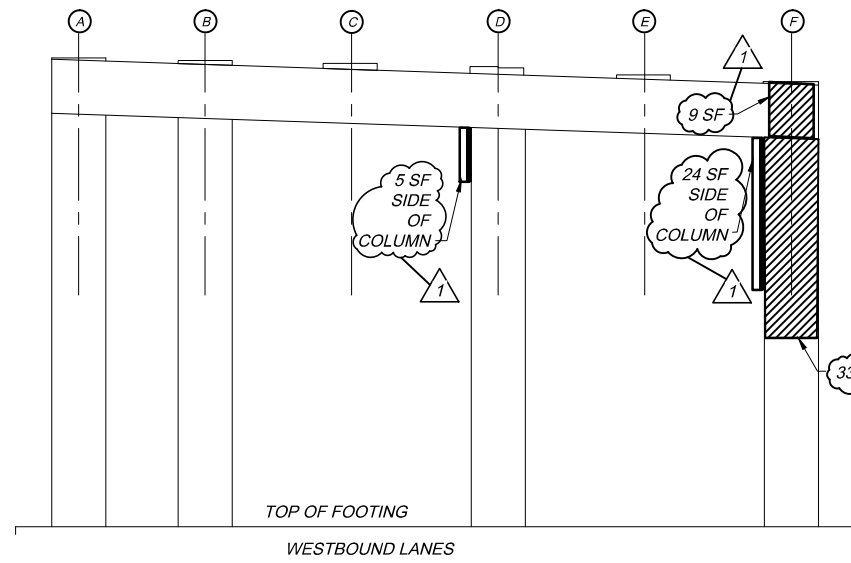 A
B
C
D
E
F
1
9 SF
5 SF
SIDE
OF
COLUMN
24 SF
SIDE
OF
COLUMN
1
1
33
TOP OF FOOTING
WESTBOUND LANES